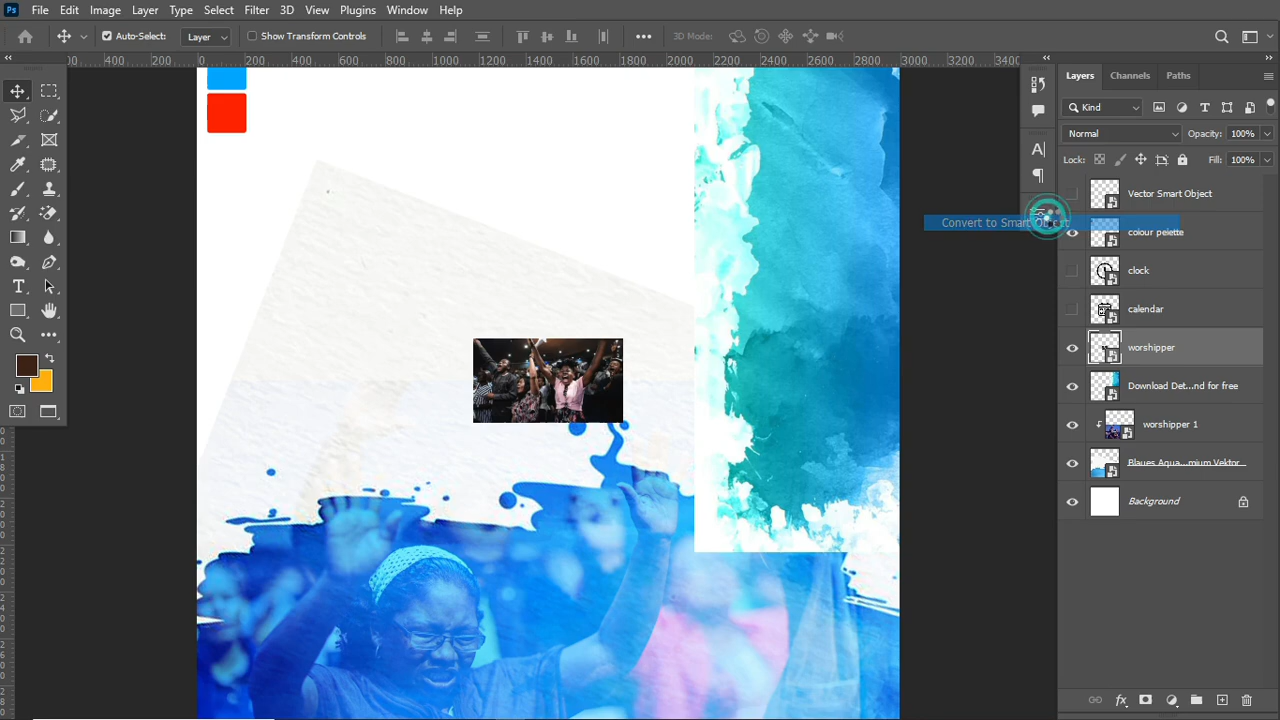 Ps File Edit Image Layer Type Select Filter 3D View Plugins Window Help
Auto-Select: Layer Show Transform Controls 3D Mode:
00 400 200 0 200 400 600 800 1000 1200 1400 1600 1800 2000 2200 2400 2600 2800 3000 3200 3400
Layers Channels Paths
Kind
Normal Opacity: 100%
Lock: Fill: 100%
Vector Smart Object
Convert to Smart Object
colour pelette
clock
calendar
worshipper
Download Det...nd for free
worshipper 1
Blaues Aqua...mium Vektor
Background